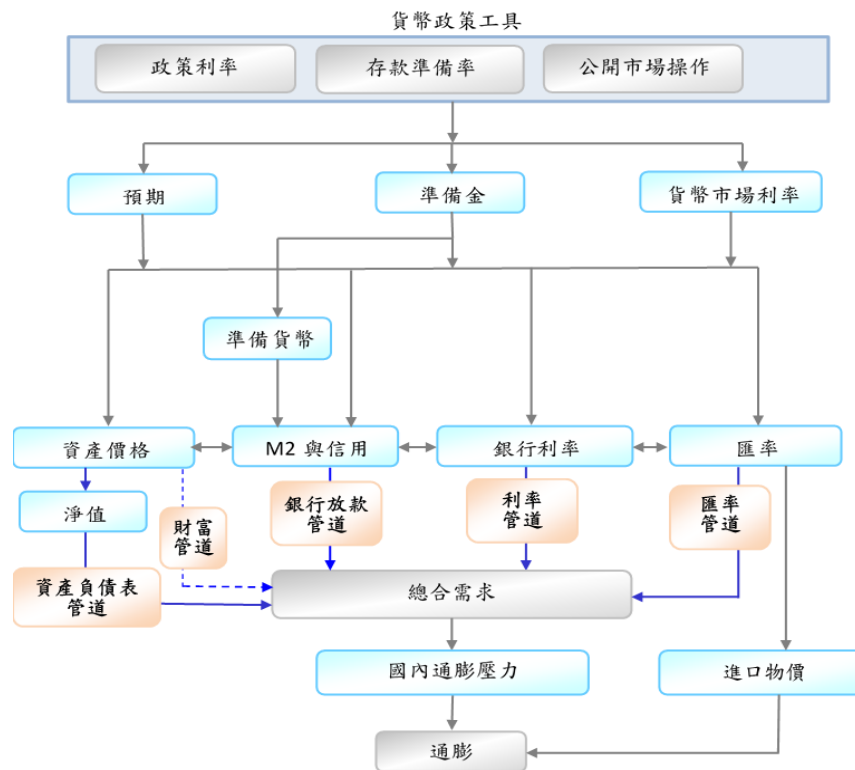 貨幣政策工具
政策利率
存款準備率
公開市場操作
預期
準備金
貨幣市場利率
準備貨幣
資產價格
M2 與信用
銀行利率
匯率
淨值
財富
管道
銀行放款
管道
利率
管道
匯率
管道
資產負債表
管道
總合需求
國內通膨壓力
進口物價
通膨